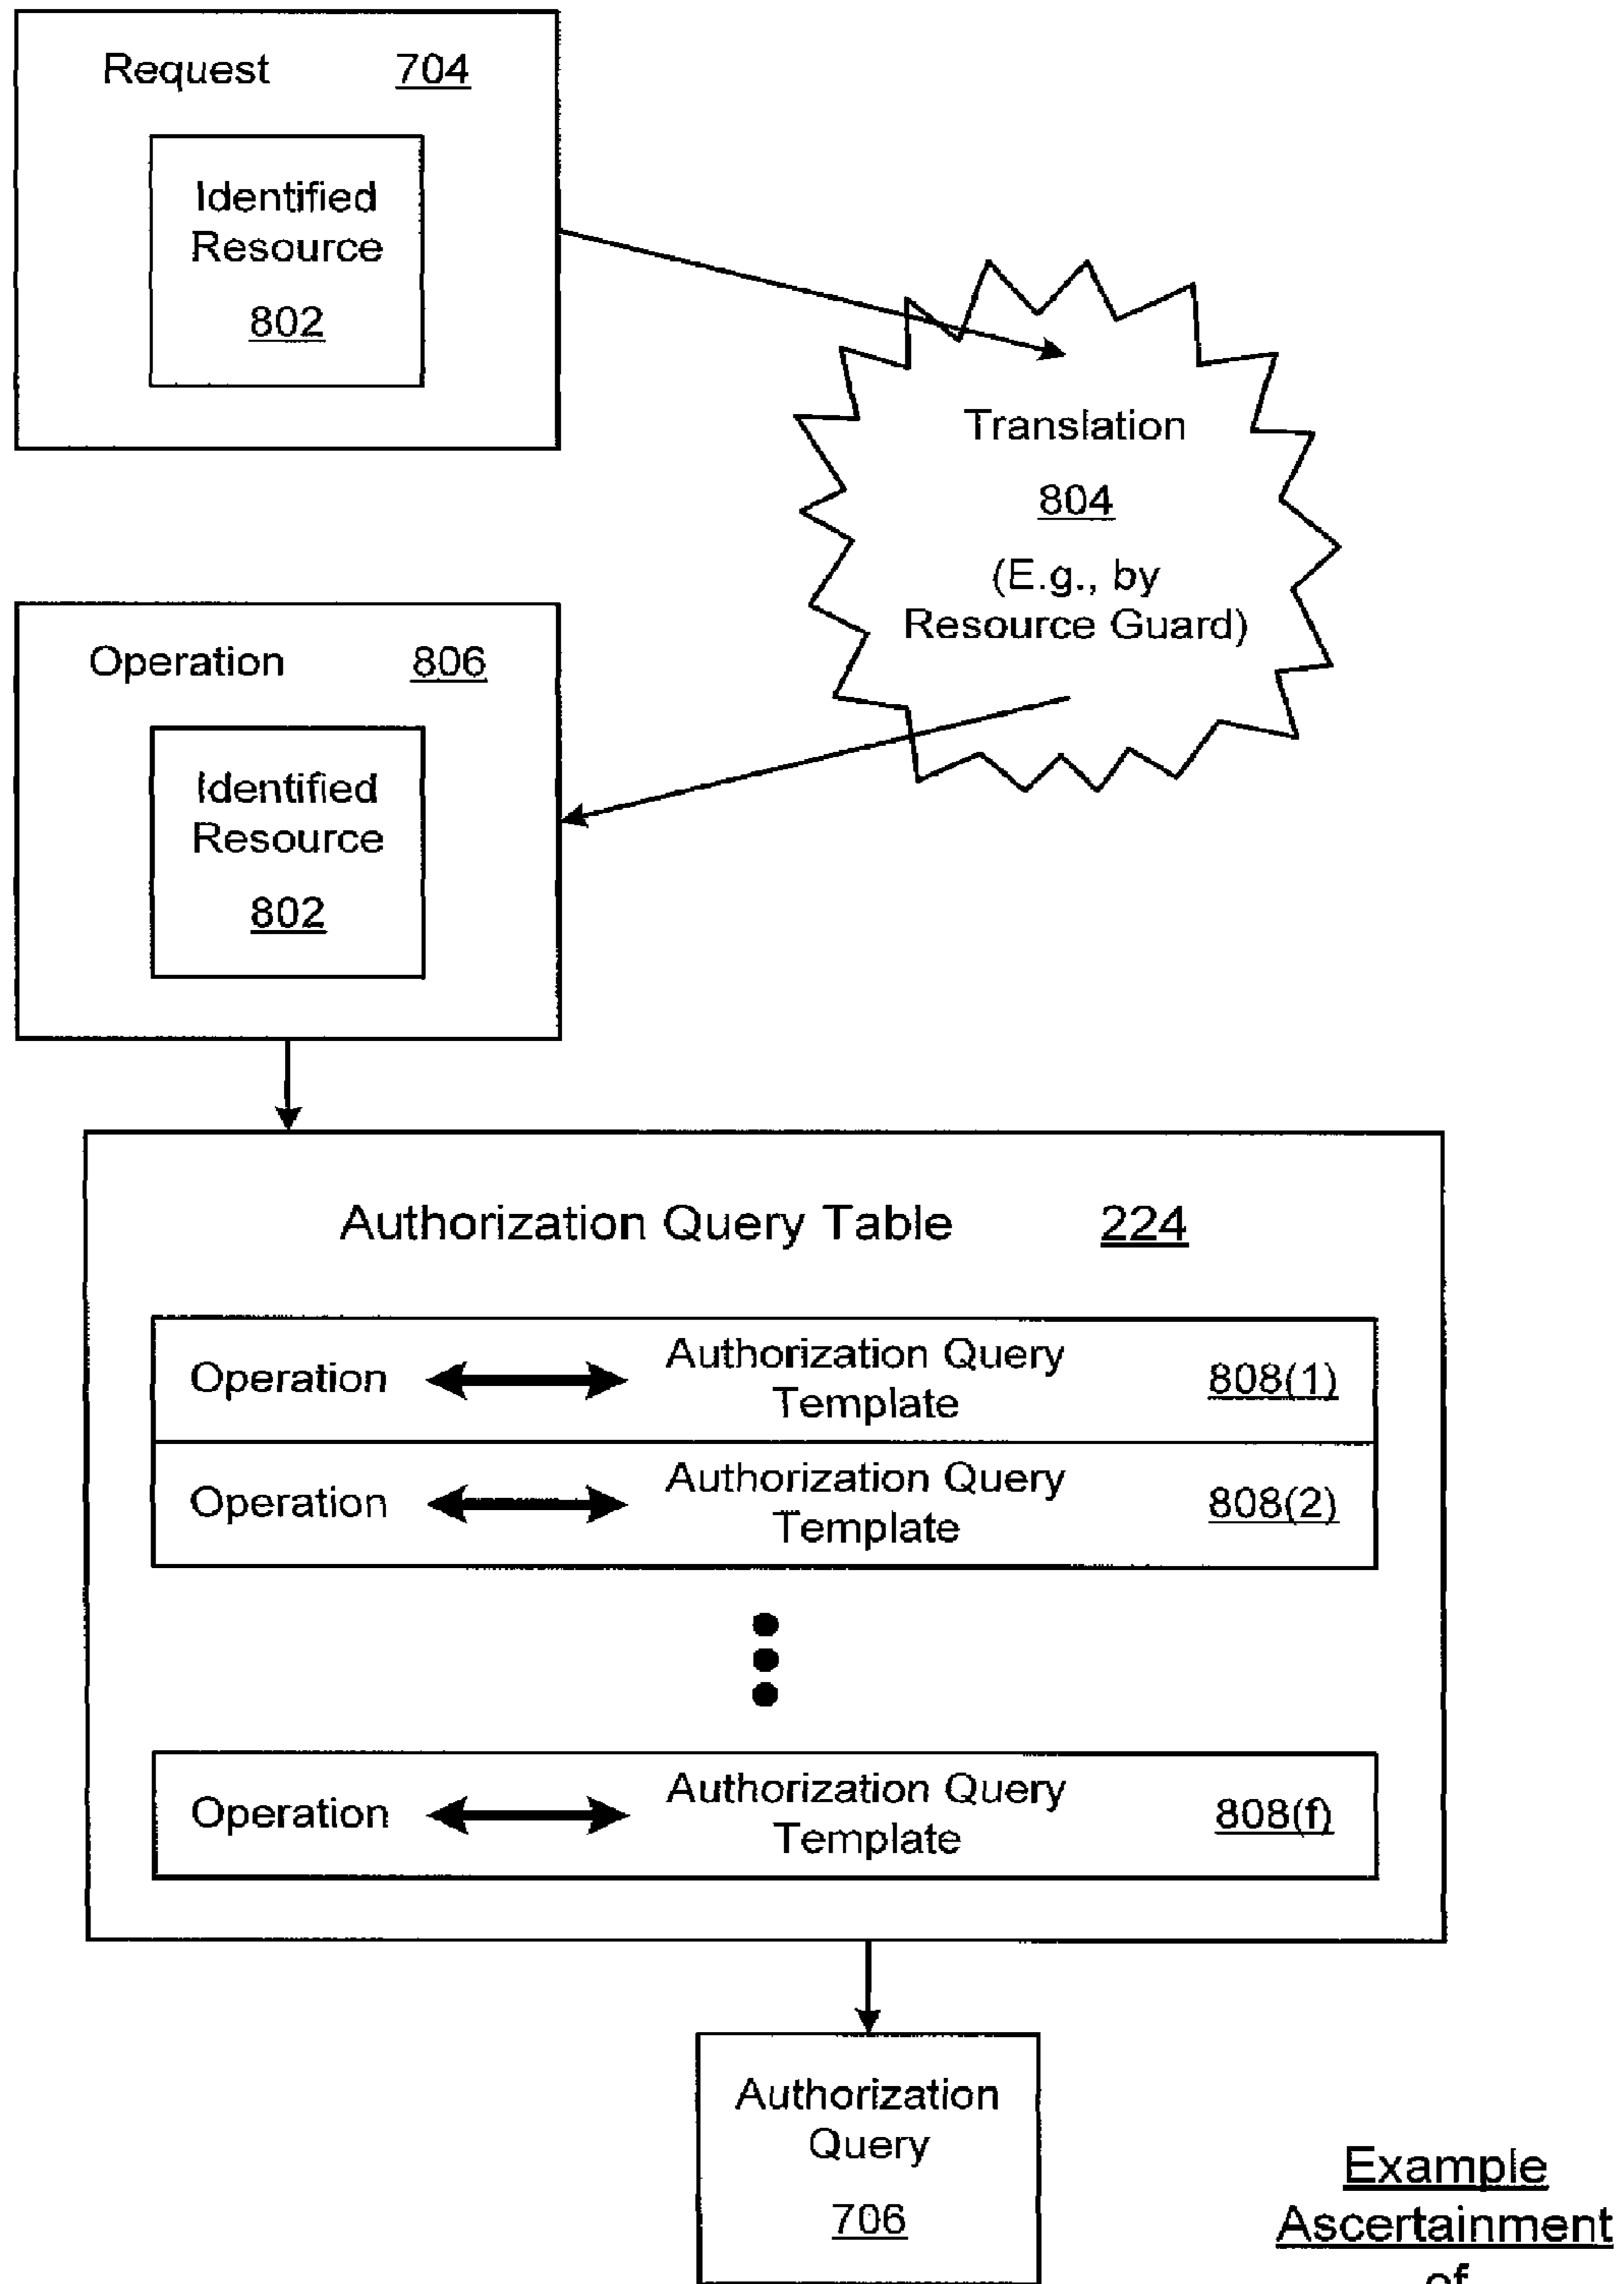 Request 704
Identified
Resource
802
Translation
804
(E.g., by
Resource Guard)
Operation 806
Identified
Resource
802
Authorization Query Table 224
Operation Authorization Query
Template 808(1)
Operation Authorization Query
Template 808(2)
Operation Authorization Query
Template 808(f)
Authorization
Query
706
Example
Ascertainment
of